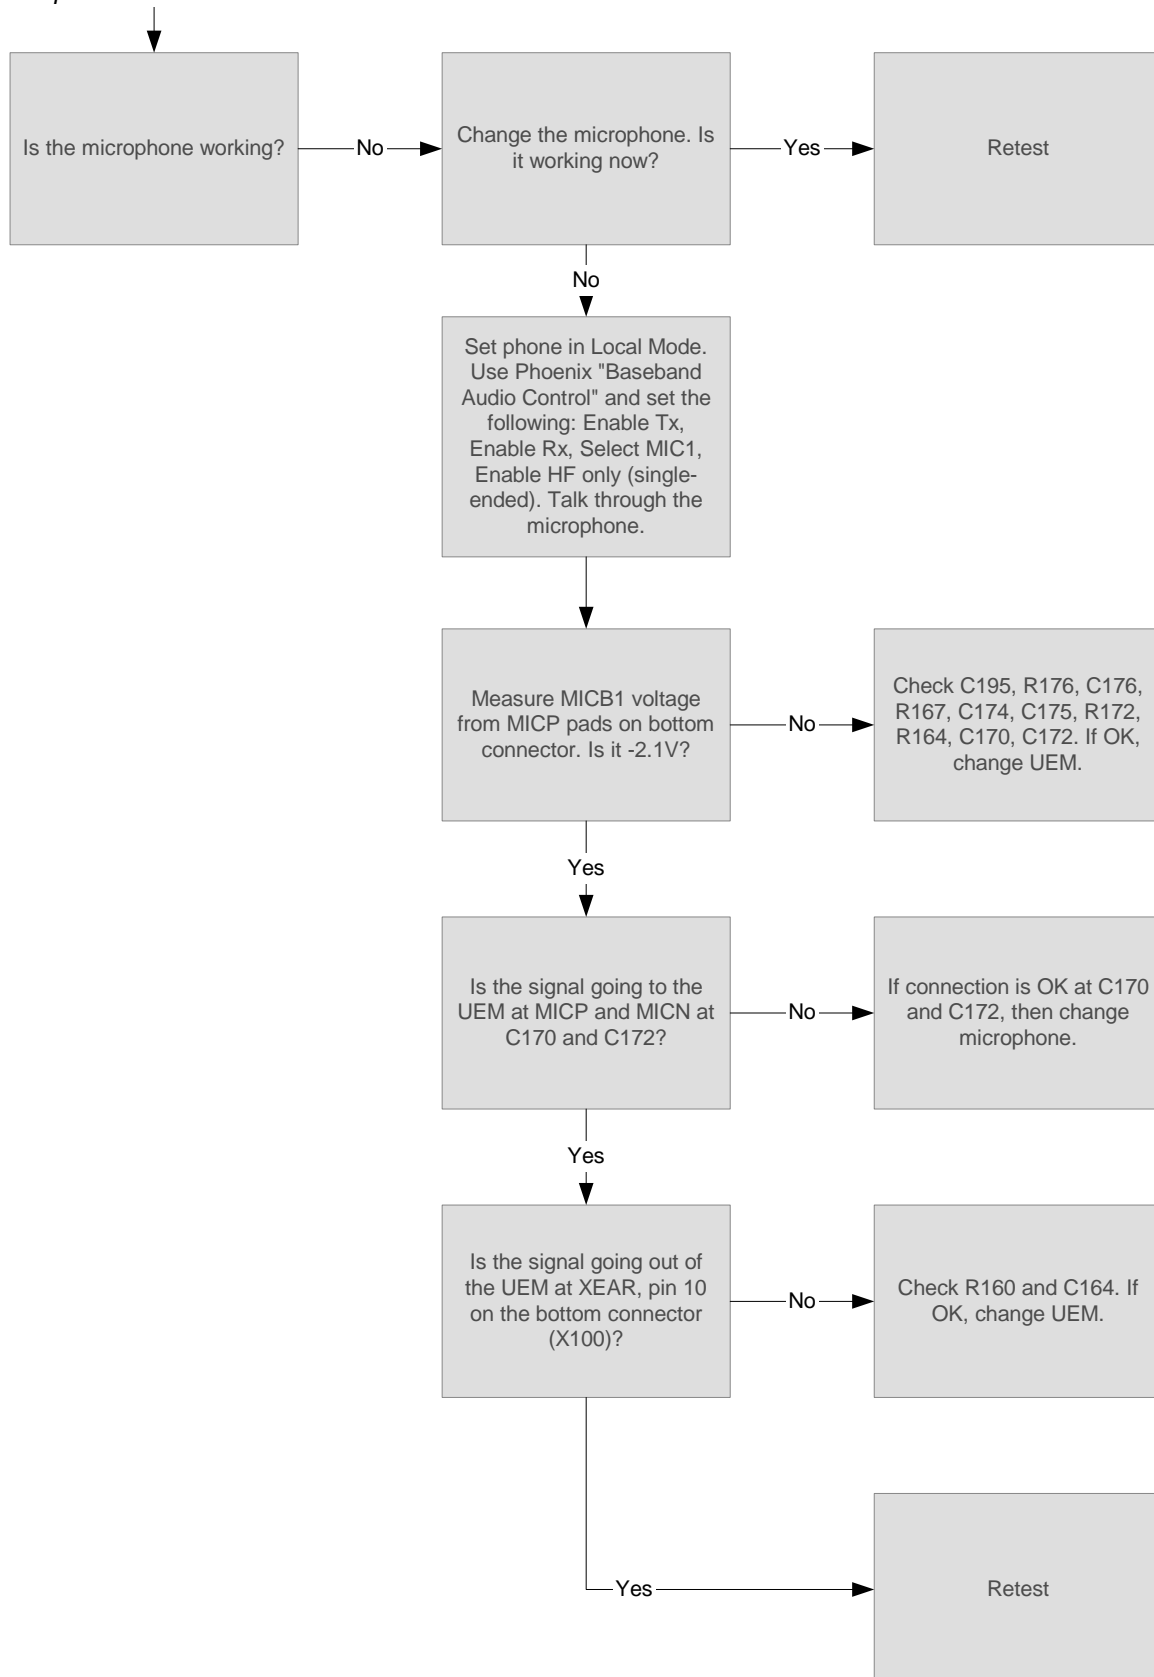 Is the microphone working?
No
Change the microphone. Is
it working now?
Yes
Retest
No
Set phone in Local Mode.
Use Phoenix "Baseband
Audio Control" and set the
following: Enable Tx,
Enable Rx, Select MIC1,
Enable HF only (single-
ended). Talk through the
microphone.
Measure MICB1 voltage
from MICP pads on bottom
connector. Is it -2.1V?
No
Check C195, R176, C176,
R167, C174, C175, R172,
R164, C170, C172. If OK,
change UEM.
Yes
Is the signal going to the
UEM at MICP and MICN at
C170 and C172?
No
If connection is OK at C170
and C172, then change
microphone.
Yes
Is the signal going out of
the UEM at XEAR, pin 10
on the bottom connector
(X100)?
No
Check R160 and C164. If
OK, change UEM.
Yes
Retest